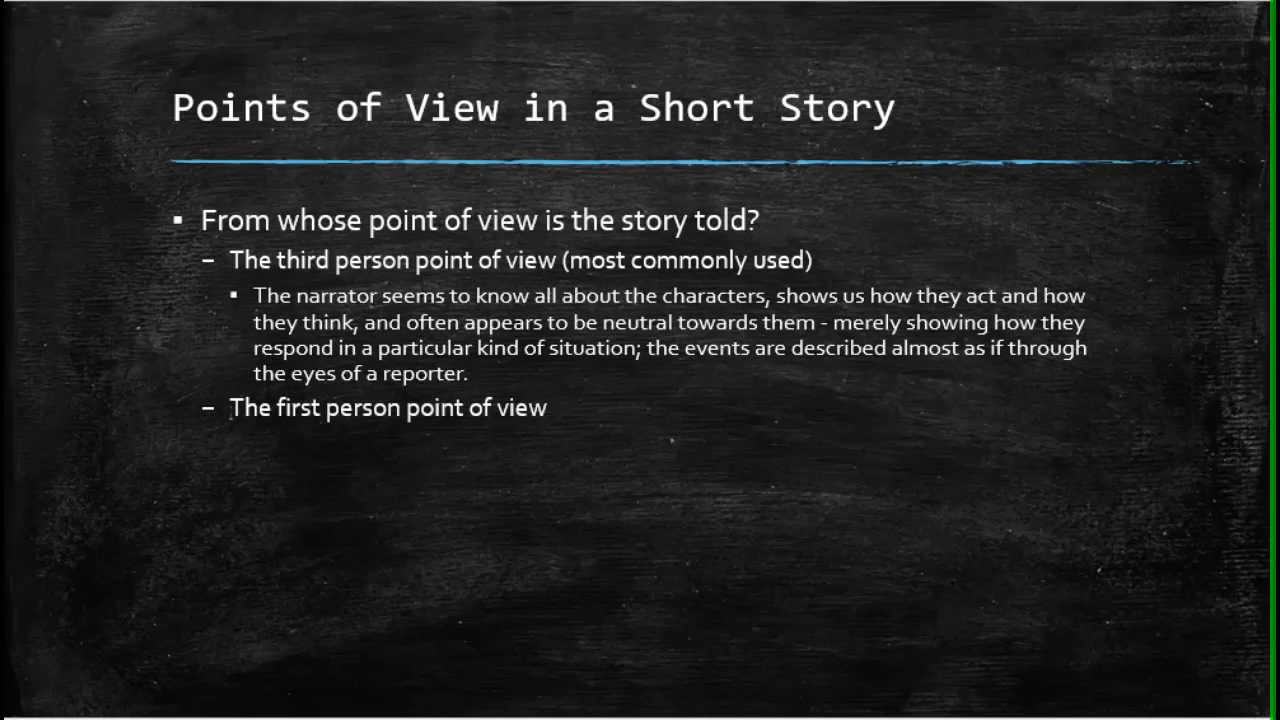 Points of View in a Short Story
▪ From whose point of view is the story told?
– The third person point of view (most commonly used)
▪ The narrator seems to know all about the characters, shows us how they act and how
they think, and often appears to be neutral towards them - merely showing how they
respond in a particular kind of situation; the events are described almost as if through
the eyes of a reporter.
– The first person point of view